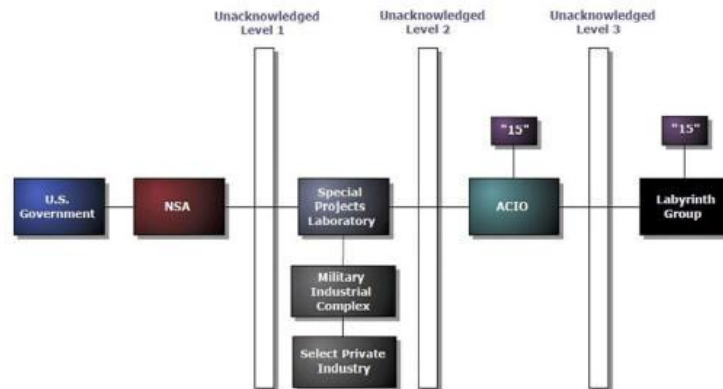 Unacknowledged
Level 1
Unacknowledged
Level 2
Unacknowledged
Level 3
"15"
"15"
U.S.
Government
NSA
Special
Projects
Laboratory
ACIO
Labyrinth
Group
Military
Industrial
Complex
Select Private
Industry